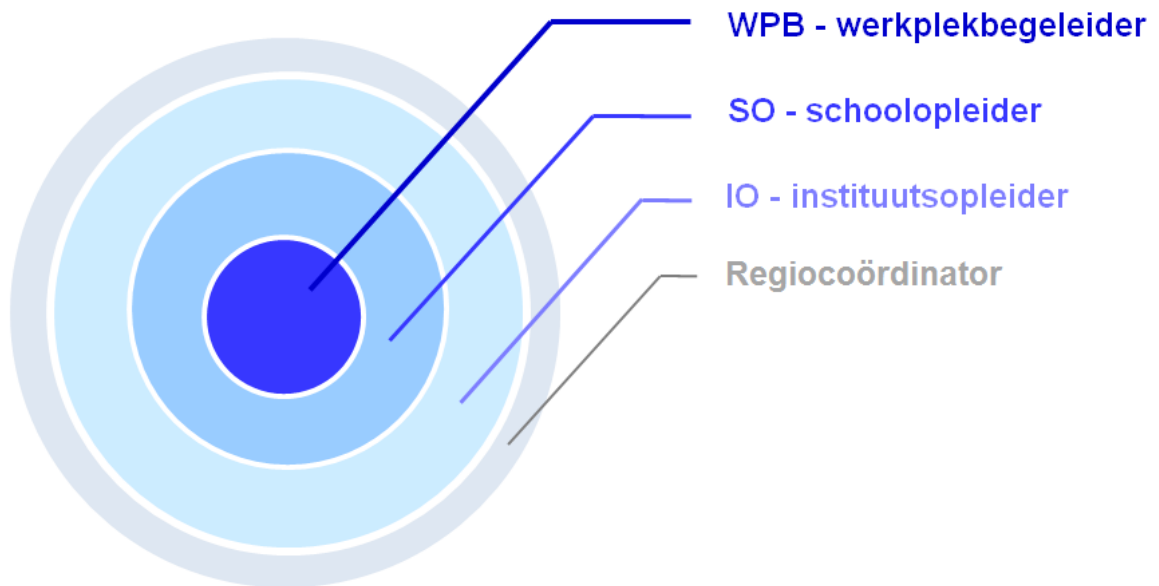 WPB - werkplekbegeleider
SO - schoolopleider
IO - instituutsopleider
Regiocoördinator